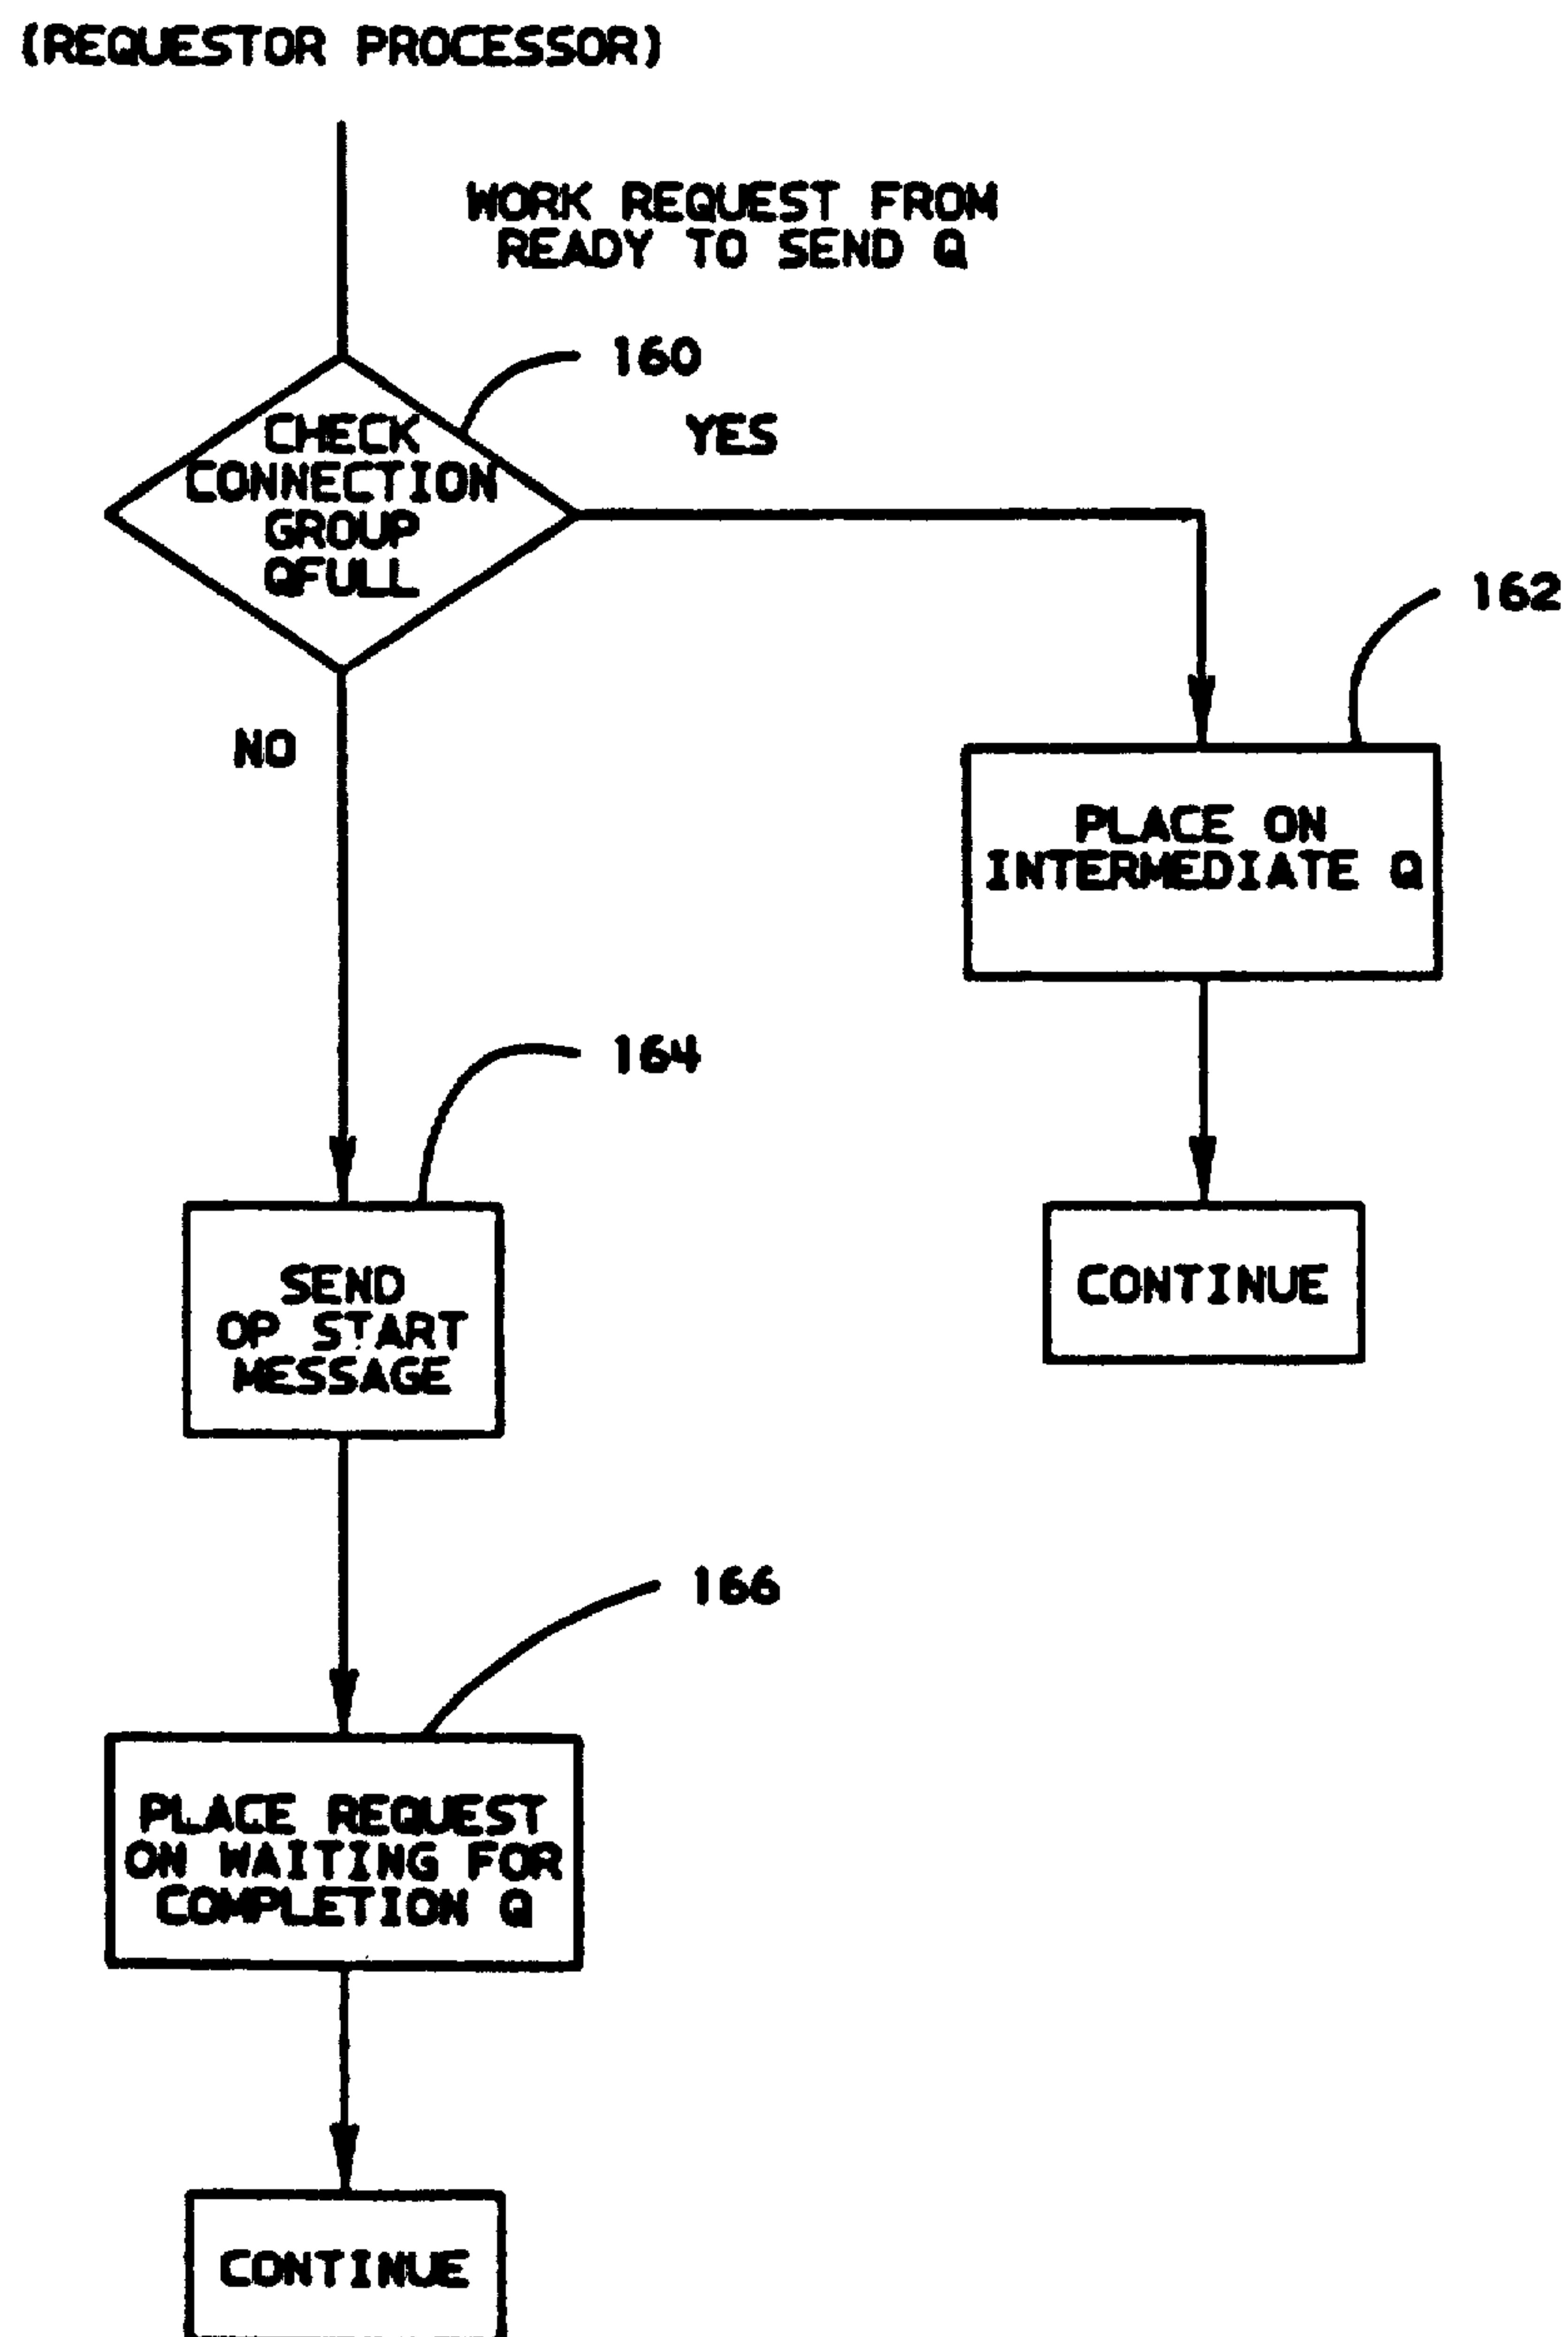 (REQUESTOR PROCESSOR)
WORK REQUEST FROM
READY TO SEND Q
160
CHECK
CONNECTION
GROUP
QFULL
YES
162
NO
PLACE ON
INTERMEDIATE Q
164
SEND
OP START
MESSAGE
CONTINUE
166
PLACE REQUEST
ON WAITING FOR
COMPLETION Q
CONTINUE